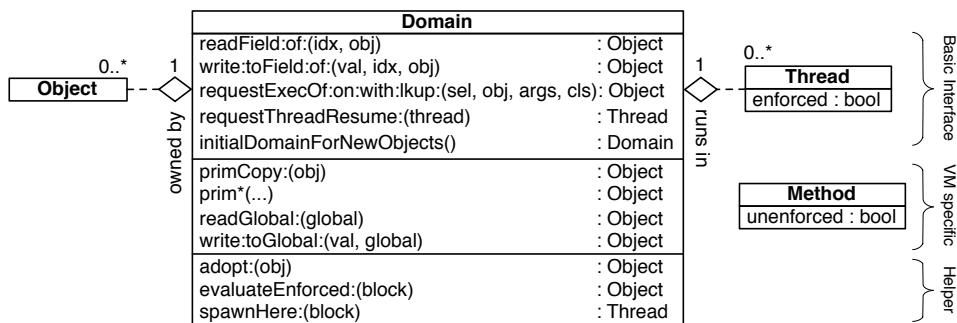 Domain
readField:of:(idx, obj) : Object
write:toField:of:(val, idx, obj) : Object
requestExecOf:on:with:lkup:(sel, obj, args, cls): Object
requestThreadResume:(thread) : Thread
initialDomainForNewObjects() : Domain
primCopy:(obj) : Object
prim*(...) : Object
readGlobal:(global) : Object
write:toGlobal:(val, global) : Object
adopt:(obj) : Object
evaluateEnforced:(block) : Object
spawnHere:(block) : Thread
0..* 1
Object
owned by
1 0..*
runs in
Thread
enforced : bool
Method
unenforced : bool
Basic Interface
VM specific
Helper